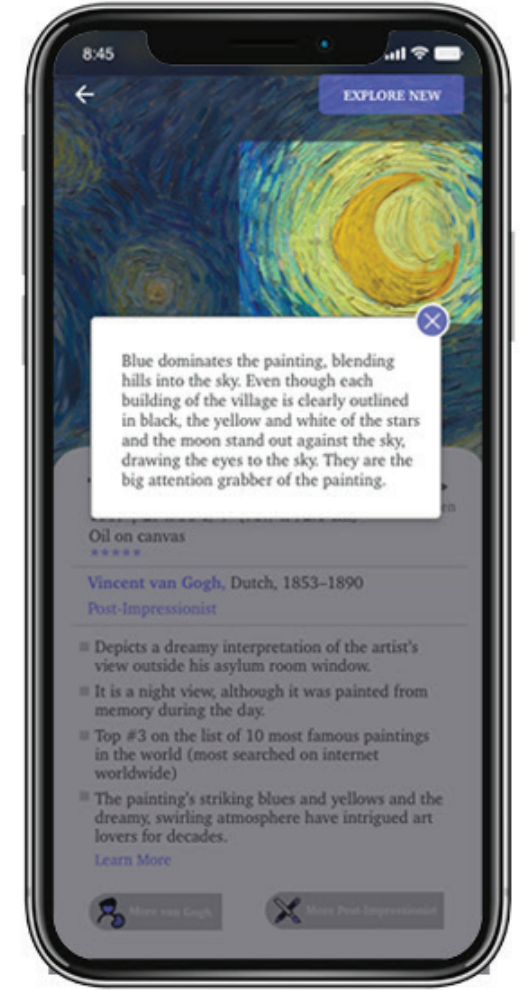 8:45
EXPLORE NEW
Blue dominates the painting, blending
hills into the sky. Even though each
building of the village is clearly outlined
in black, the yellow and white of the stars
and the moon stand out against the sky,
drawing the eyes to the sky. They are the
big attention grabber of the painting.
Oil on canvas
*****
Vincent van Gogh, Dutch, 1853–1890
Post-Impressionist
Depicts a dreamy interpretation of the artist's
view outside his asylum room window.
It is a night view, although it was painted from
memory during the day.
Top #3 on the list of 10 most famous paintings
in the world (most searched on internet
worldwide)
The painting's striking blues and yellows and the
dreamy, swirling atmosphere have intrigued art
lovers for decades.
Learn More
More van Gogh
More Post-Impressionist